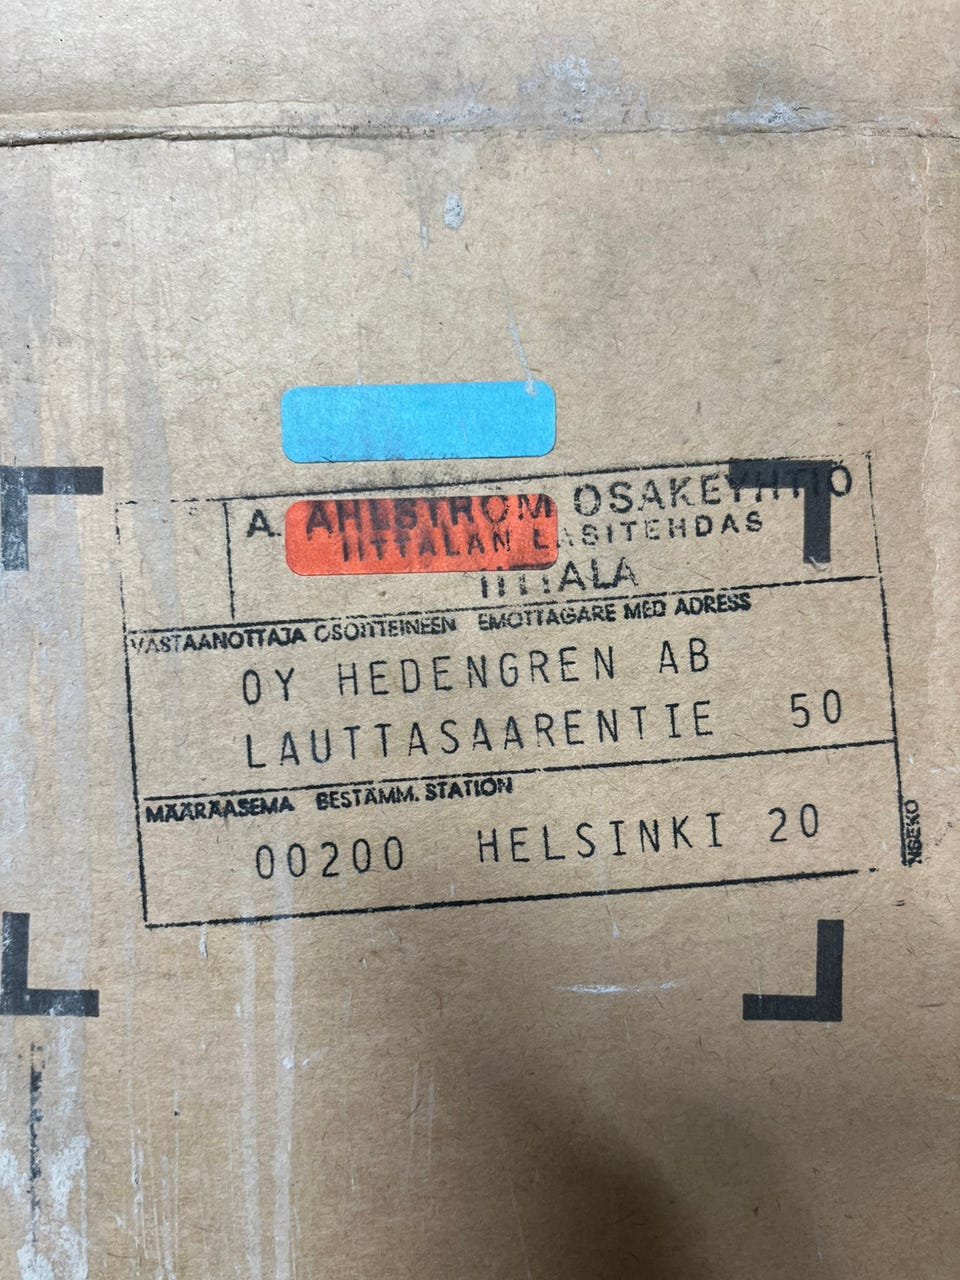 A. AHLSTRÖM OSAKEYHTIÖ
IITTALAN LASITEHDAS
IITTALA
VASTAANOTTAJA OSOITTEINEEN EMOTTAGARE MED ADRESS
OY HEDENGREN AB
LAUTTASAARENTIE 50
MÄÄRÄASEMA BESTÄMM. STATION
00200 HELSINKI 20